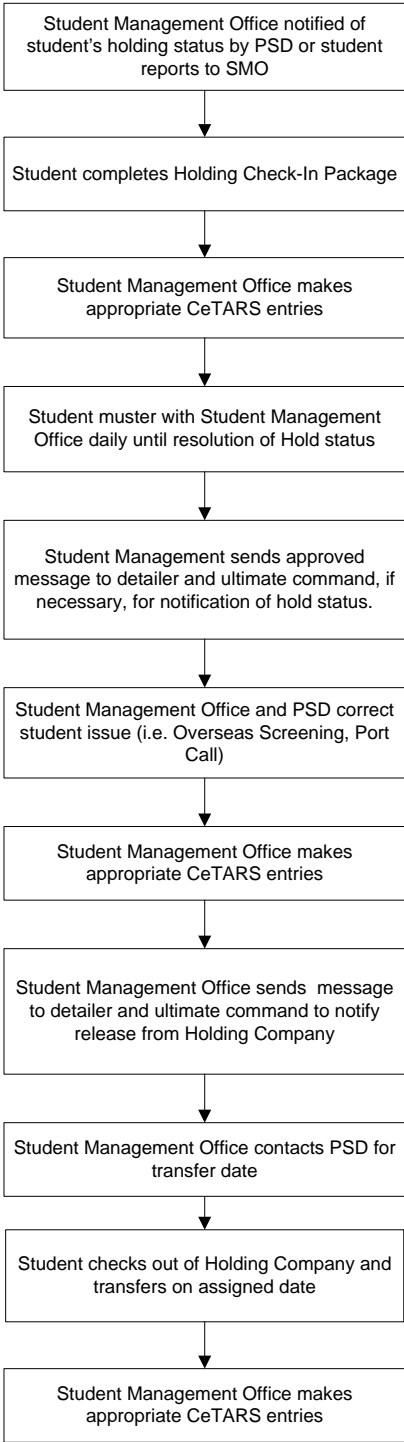 Student Management Office notified of
student’s holding status by PSD or student
reports to SMO
Student completes Holding Check-In Package
Student Management Office makes
appropriate CeTARS entries
Student muster with Student Management
Office daily until resolution of Hold status
Student Management sends approved
message to detailer and ultimate command, if
necessary, for notification of hold status.
Student Management Office and PSD correct
student issue (i.e. Overseas Screening, Port
Call)
Student Management Office makes
appropriate CeTARS entries
Student Management Office sends  message
to detailer and ultimate command to notify
release from Holding Company
Student Management Office contacts PSD for
transfer date
Student checks out of Holding Company and
transfers on assigned date
Student Management Office makes
appropriate CeTARS entries